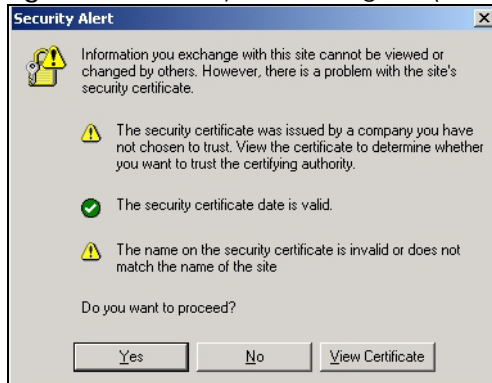 Security Alert
Information you exchange with this site cannot be viewed or
changed by others. However, there is a problem with the site's
security certificate.
The security certificate was issued by a company you have
not chosen to trust. View the certificate to determine whether
you want to trust the certifying authority.
The security certificate date is valid.
The name on the security certificate is invalid or does not
match the name of the site
Do you want to proceed?
Yes No View Certificate